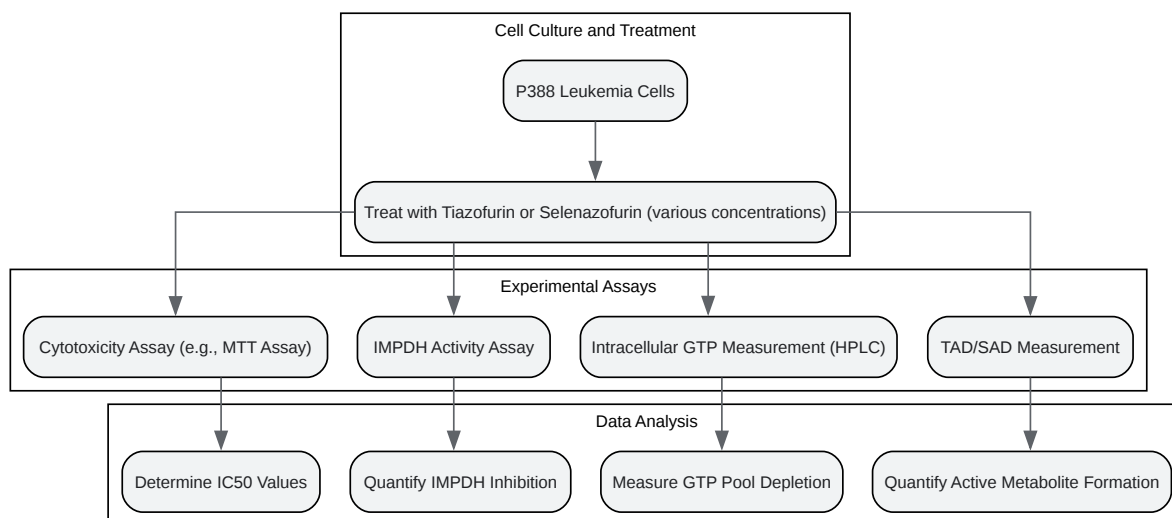 Cell Culture and Treatment
P388 Leukemia Cells
Treat with Tiazofurin or Selenazofurin (various concentrations)
Experimental Assays
Cytotoxicity Assay (e.g., MTT Assay)
IMPDH Activity Assay
Intracellular GTP Measurement (HPLC)
TAD/SAD Measurement
Data Analysis
Determine IC50 Values
Quantify IMPDH Inhibition
Measure GTP Pool Depletion
Quantify Active Metabolite Formation